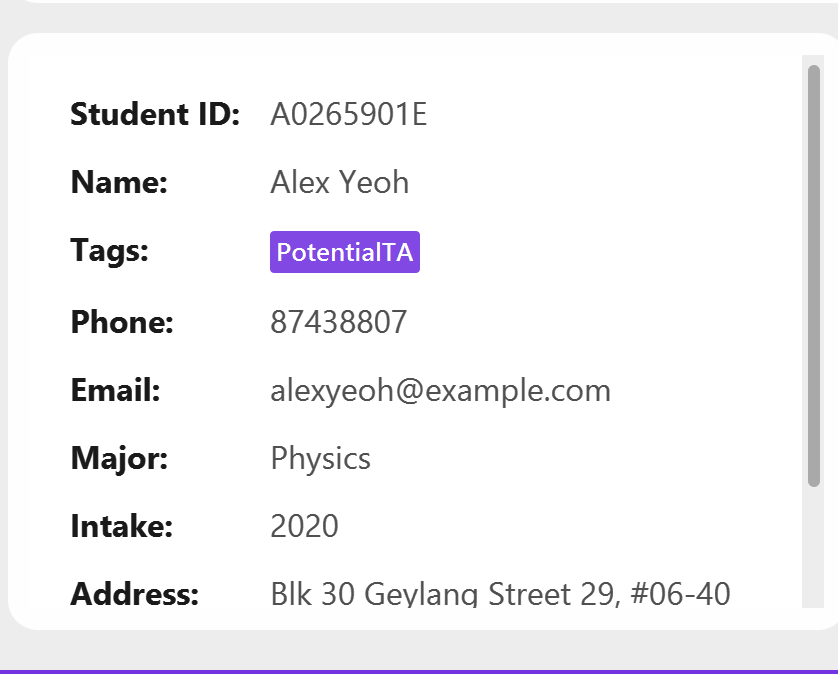 Student ID: A0265901E
Name: Alex Yeoh
Tags: PotentialTA
Phone: 87438807
Email: alexyeoh@example.com
Major: Physics
Intake: 2020
Address: Blk 30 Geylang Street 29, #06-40